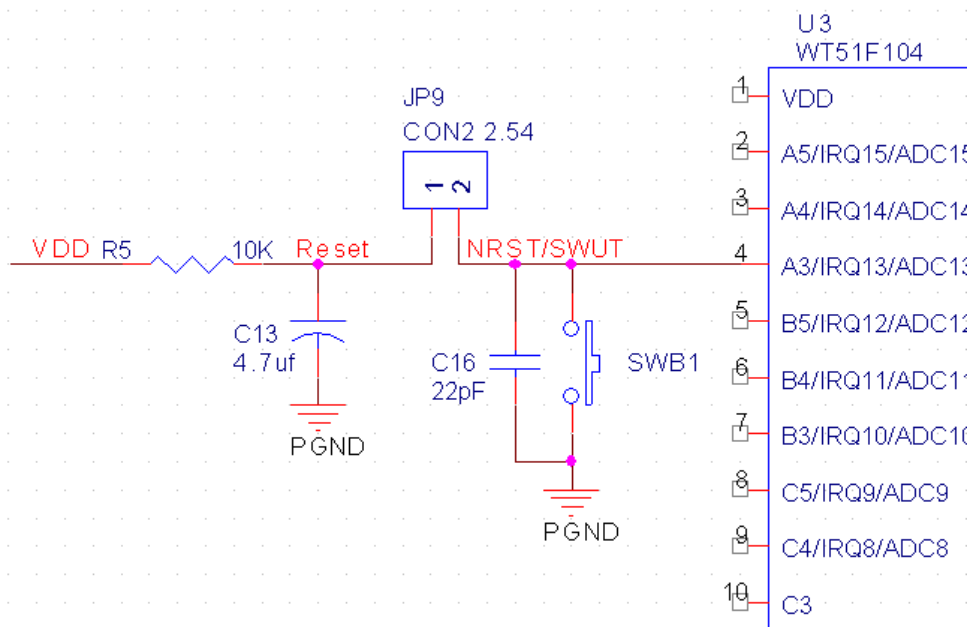 U3
WT51F104
JP9
CON2 2.54
1 2
VDD R5 10K Reset NRST/SWUT
C13
4.7uf
PGND
C16
22pF
SWB1
PGND
1 VDD
2 A5/IRQ15/ADC15
3 A4/IRQ14/ADC14
4 A3/IRQ13/ADC13
5 B5/IRQ12/ADC12
6 B4/IRQ11/ADC11
7 B3/IRQ10/ADC10
8 C5/IRQ9/ADC9
9 C4/IRQ8/ADC8
10 C3